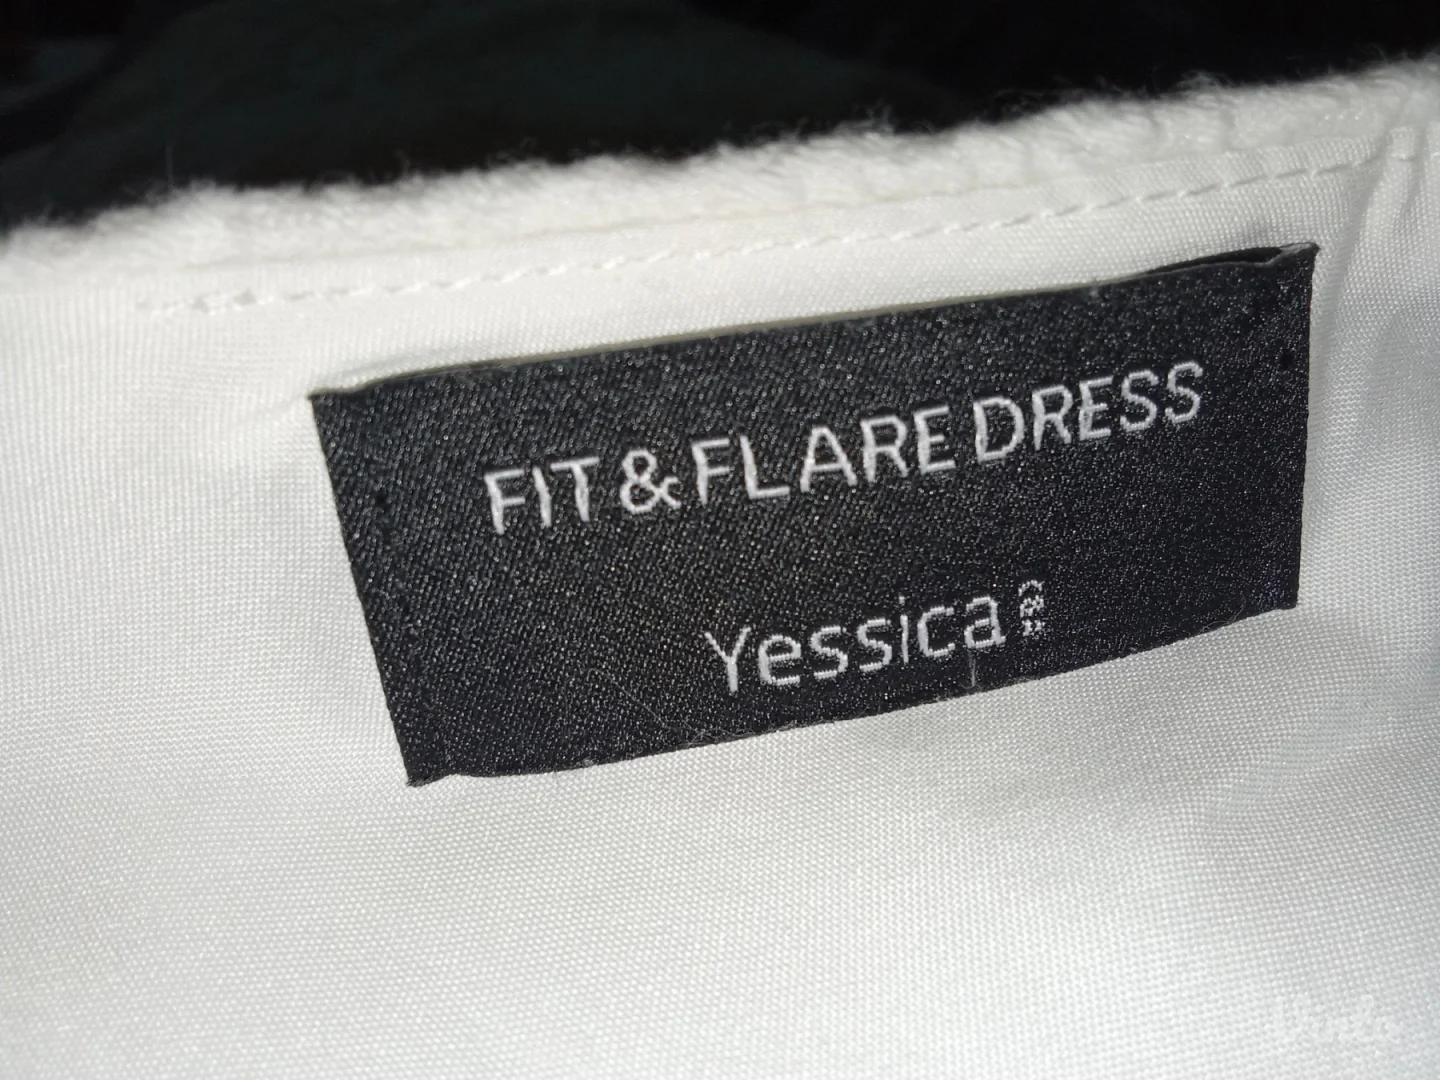 FIT & FLARE DRESS
Yessica C&A